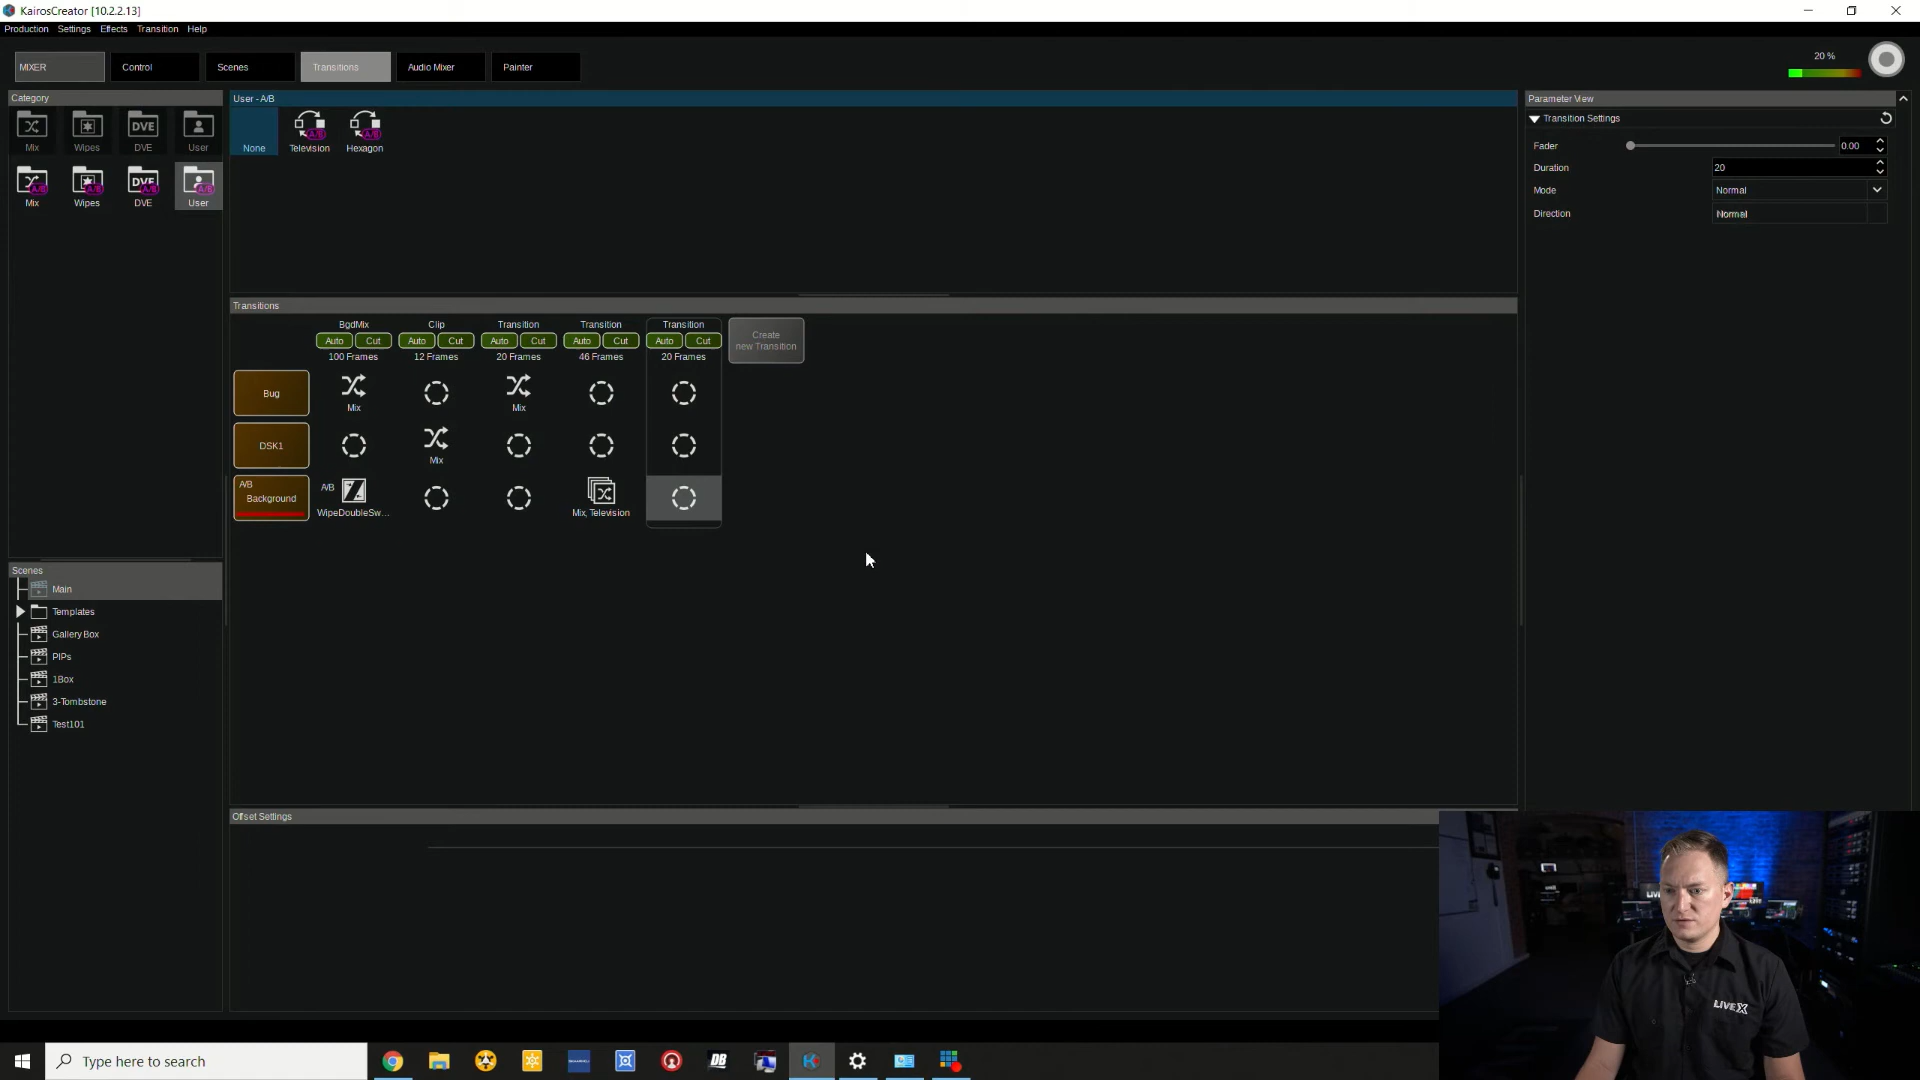 KairosCreator [10.2.2.13]
Production Settings Effects Transition Help
MIXER Control Scenes Transitions Audio Mixer Painter
20 %
Category
Mix Wipes DVE User
DVE
Mix Wipes DVE User
A/B A/B A/B A/B
DVE
User - A/B
None Television Hexagon
A/B A/B
Parameter View
Transition Settings
Fader 0.00
Duration 20
Mode Normal
Direction Normal
Transitions
BgdMix Clip Transition Transition Transition
Auto Cut Auto Cut Auto Cut Auto Cut Auto Cut
100 Frames 12 Frames 20 Frames 46 Frames 20 Frames
Create
new Transition
Bug Mix Mix
DSK1 Mix
A/B
Background
A/B
WipeDoubleSw...
Mix, Television
Scenes
Main
Templates
Gallery Box
PIPs
1Box
3-Tombstone
Test101
Offset Settings
LIVEX
Type here to search
DB